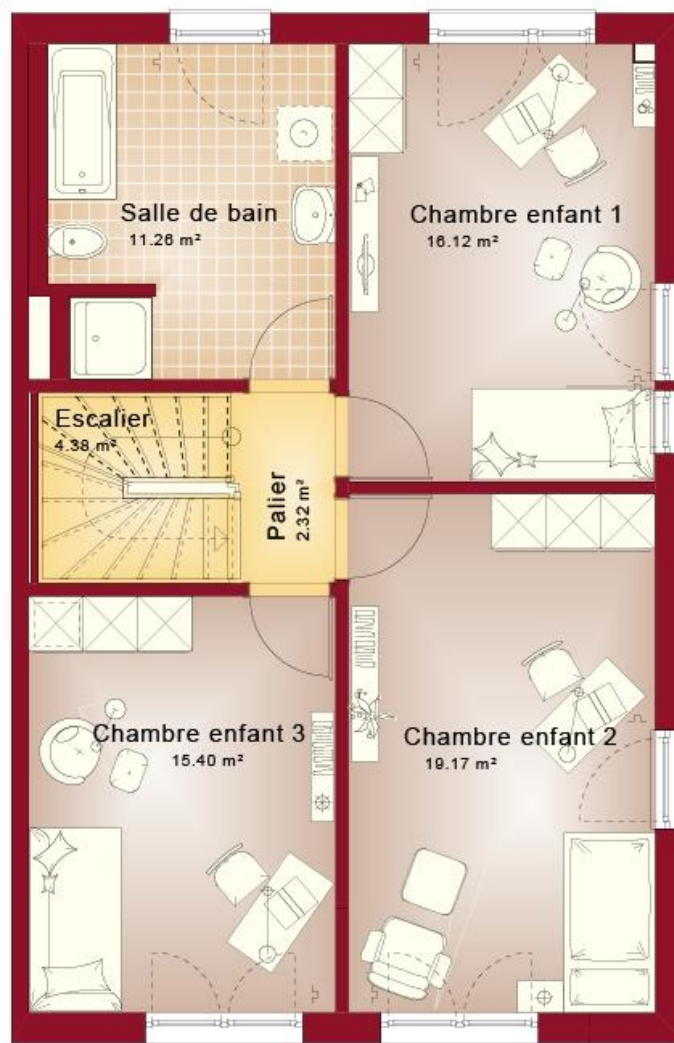 Salle de bain
11.26 m²
Chambre enfant 1
16.12 m²
Escalier
4.38 m²
Palier
2.32 m²
Chambre enfant 3
15.40 m²
Chambre enfant 2
19.17 m²